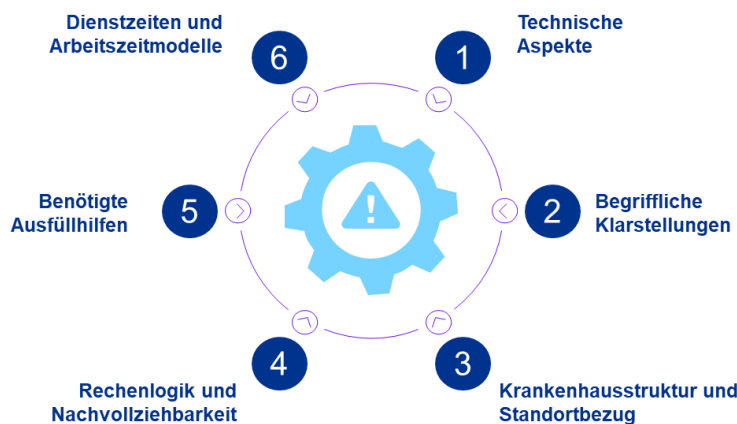 1
Technische
Aspekte
2
Begriffliche
Klarstellungen
3
Krankenhausstruktur und
Standortbezug
4
Rechenlogik und
Nachvollziehbarkeit
5
Benötigte
Ausfüllhilfen
6
Dienstzeiten und
Arbeitszeitmodelle
!